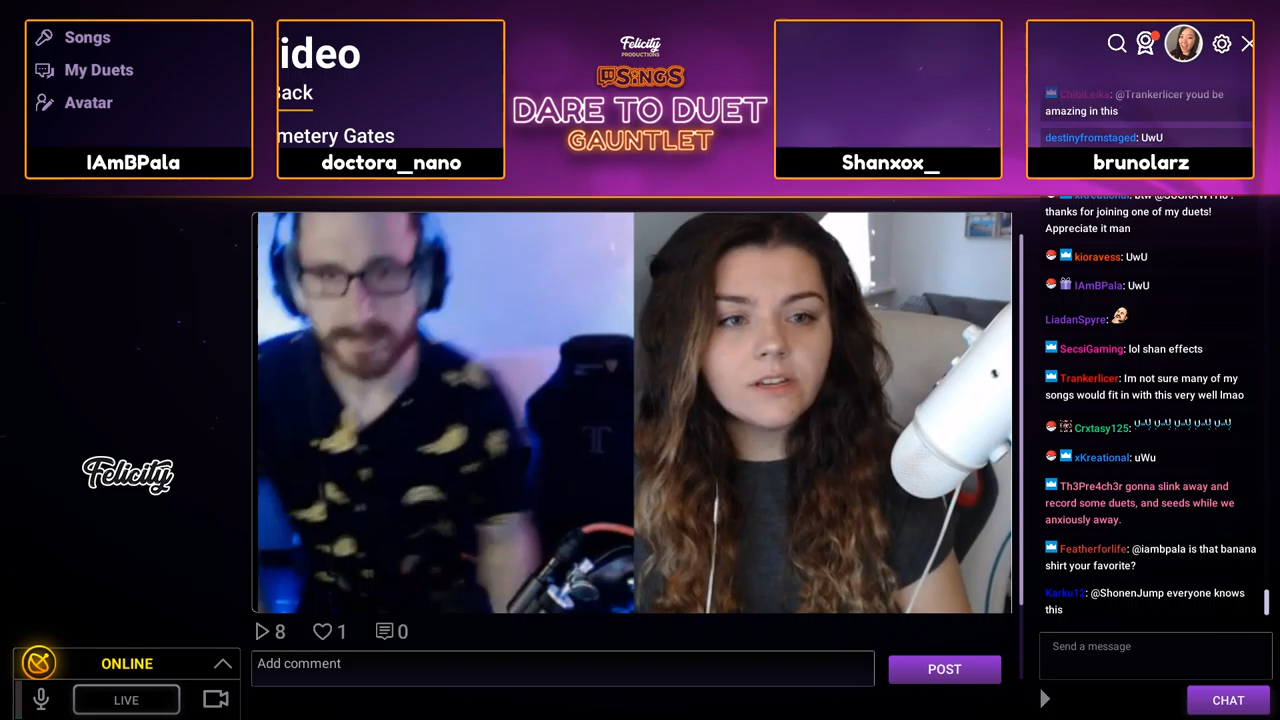 Songs
My Duets
Avatar
IAmBPala
ideo
Back
metery Gates
doctora_nano
Felicity
PRODUCTIONS
SINGS
DARE TO DUET
GAUNTLET
Shanxox_
ChibiLeika: @Trankerlicer youd be
amazing in this
destinyfromstaged: UwU
brunolarz
thanks for joining one of my duets!
Appreciate it man
kioravess: UwU
IAmBPala: UwU
LiadanSpyre:
SecsiGaming: lol shan effects
Trankerlicer: Im not sure many of my
songs would fit in with this very well lmao
Crxtasy125:
xKreational: uWu
Th3Pre4ch3r gonna slink away and
record some duets, and seeds while we
anxiously away.
Featherforlife: @iambpala is that banana
shirt your favorite?
Karku12: @ShonenJump everyone knows
this
Felicity
8
1
0
Add comment
POST
ONLINE
LIVE
Send a message
CHAT